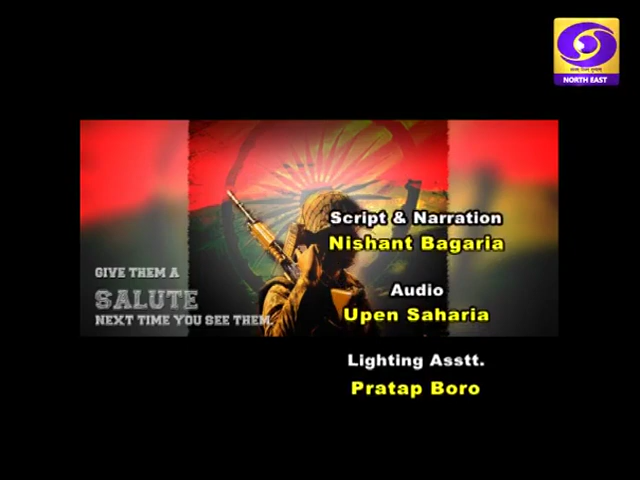 NORTH EAST
Script & Narration
Nishant Bagaria
Audio
Upen Saharia
Lighting Asstt.
Pratap Boro
GIVE THEM A
SALUTE
NEXT TIME YOU SEE THEM.